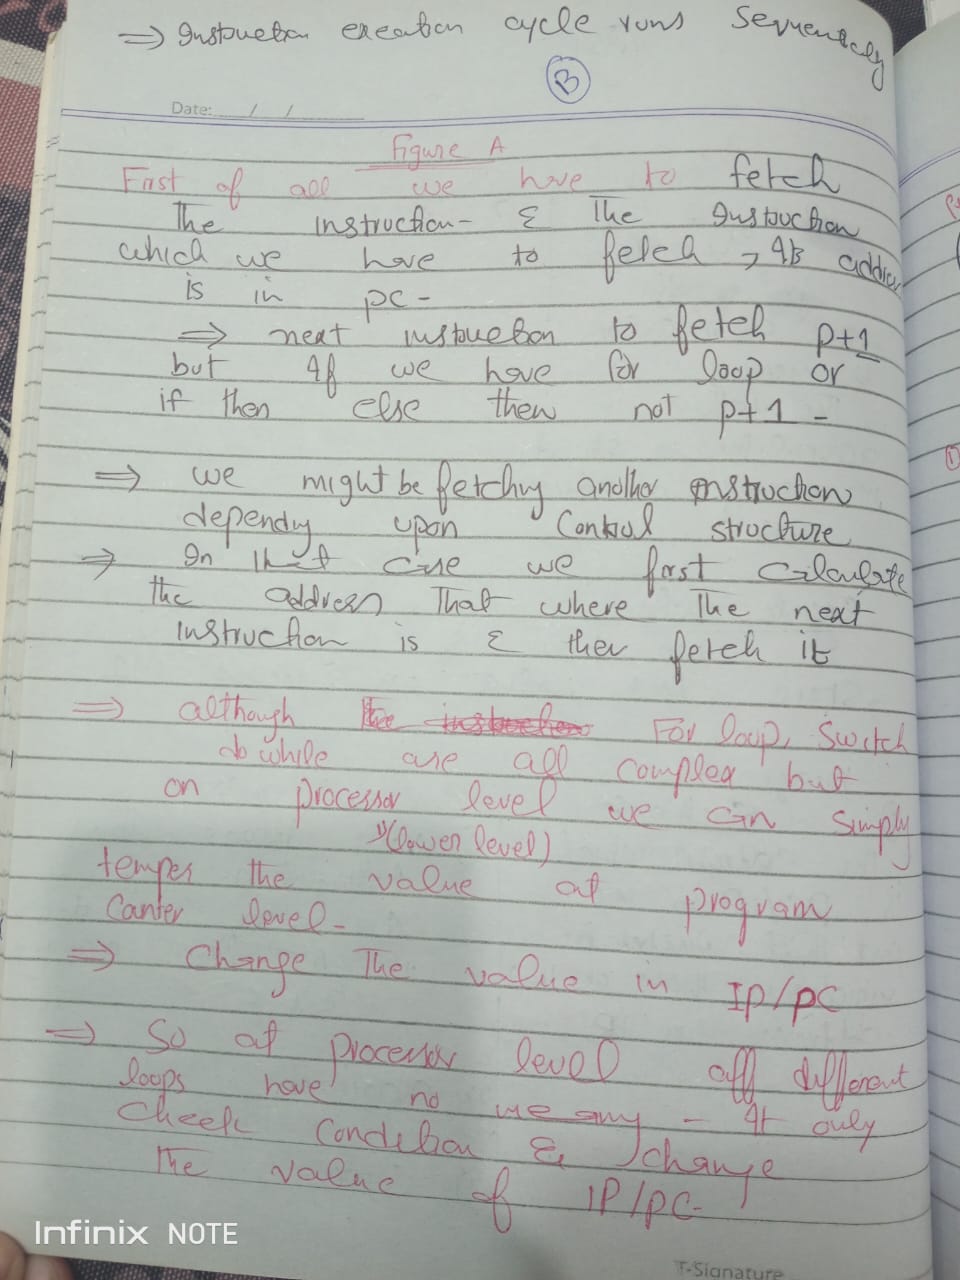 ⇒ Instruction execution cycle runs Sequentially
B
Date: __/__/____
Figure A
First of all we have to fetch
The instruction- & The Instruction
which we have to fetch, its address
is in pc-
⇒ next instruction to fetch p+1
but If we have for loop or
if then else then not p+1 -
⇒ we might be fetchig another instruction
dependig upon Control structure
⇒ In that case we first calculate
the address That where The next
instruction is & then fetch it
⇒ although For loop, switch
do while are all complex but
on processor level we can simply
(lower level)
temper the value at program
Canter level-
⇒ Change The value in IP/PC
⇒ So at processor level all different
loops have no - It only
Check Condition & change
The value of IP/PC-
Infinix NOTE
T-Signature